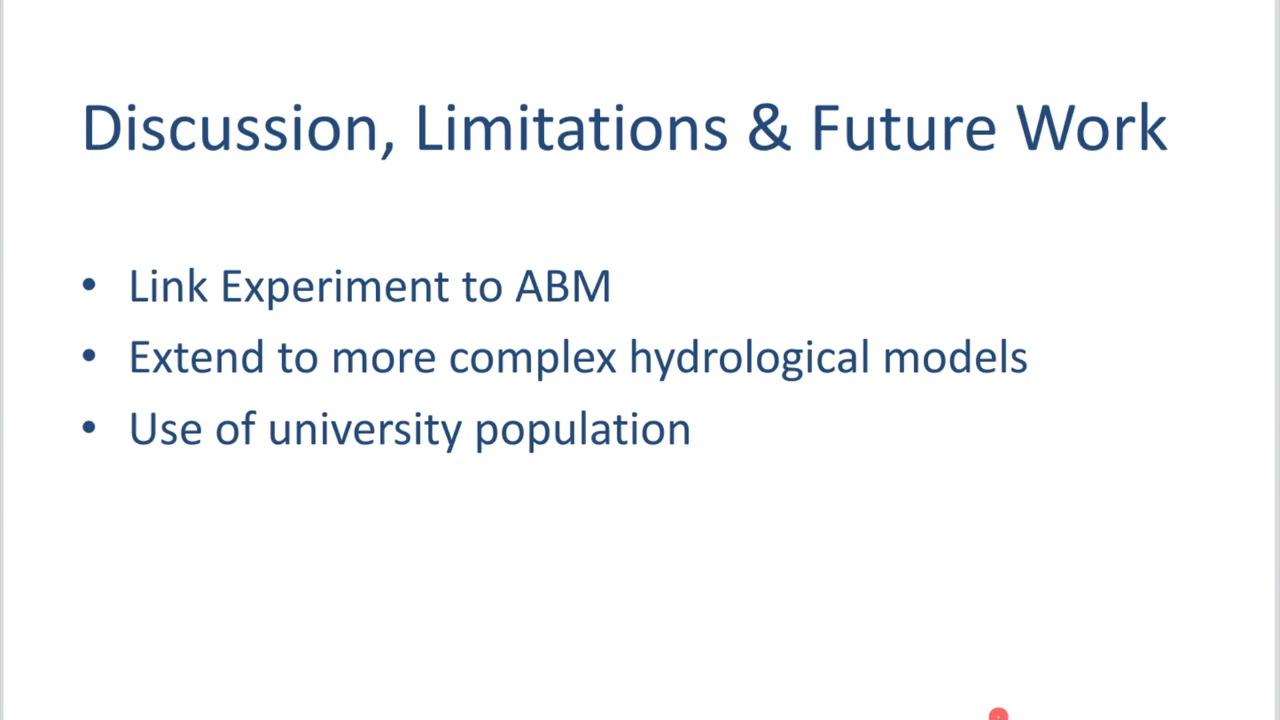 Discussion, Limitations & Future Work
• Link Experiment to ABM
• Extend to more complex hydrological models
• Use of university population